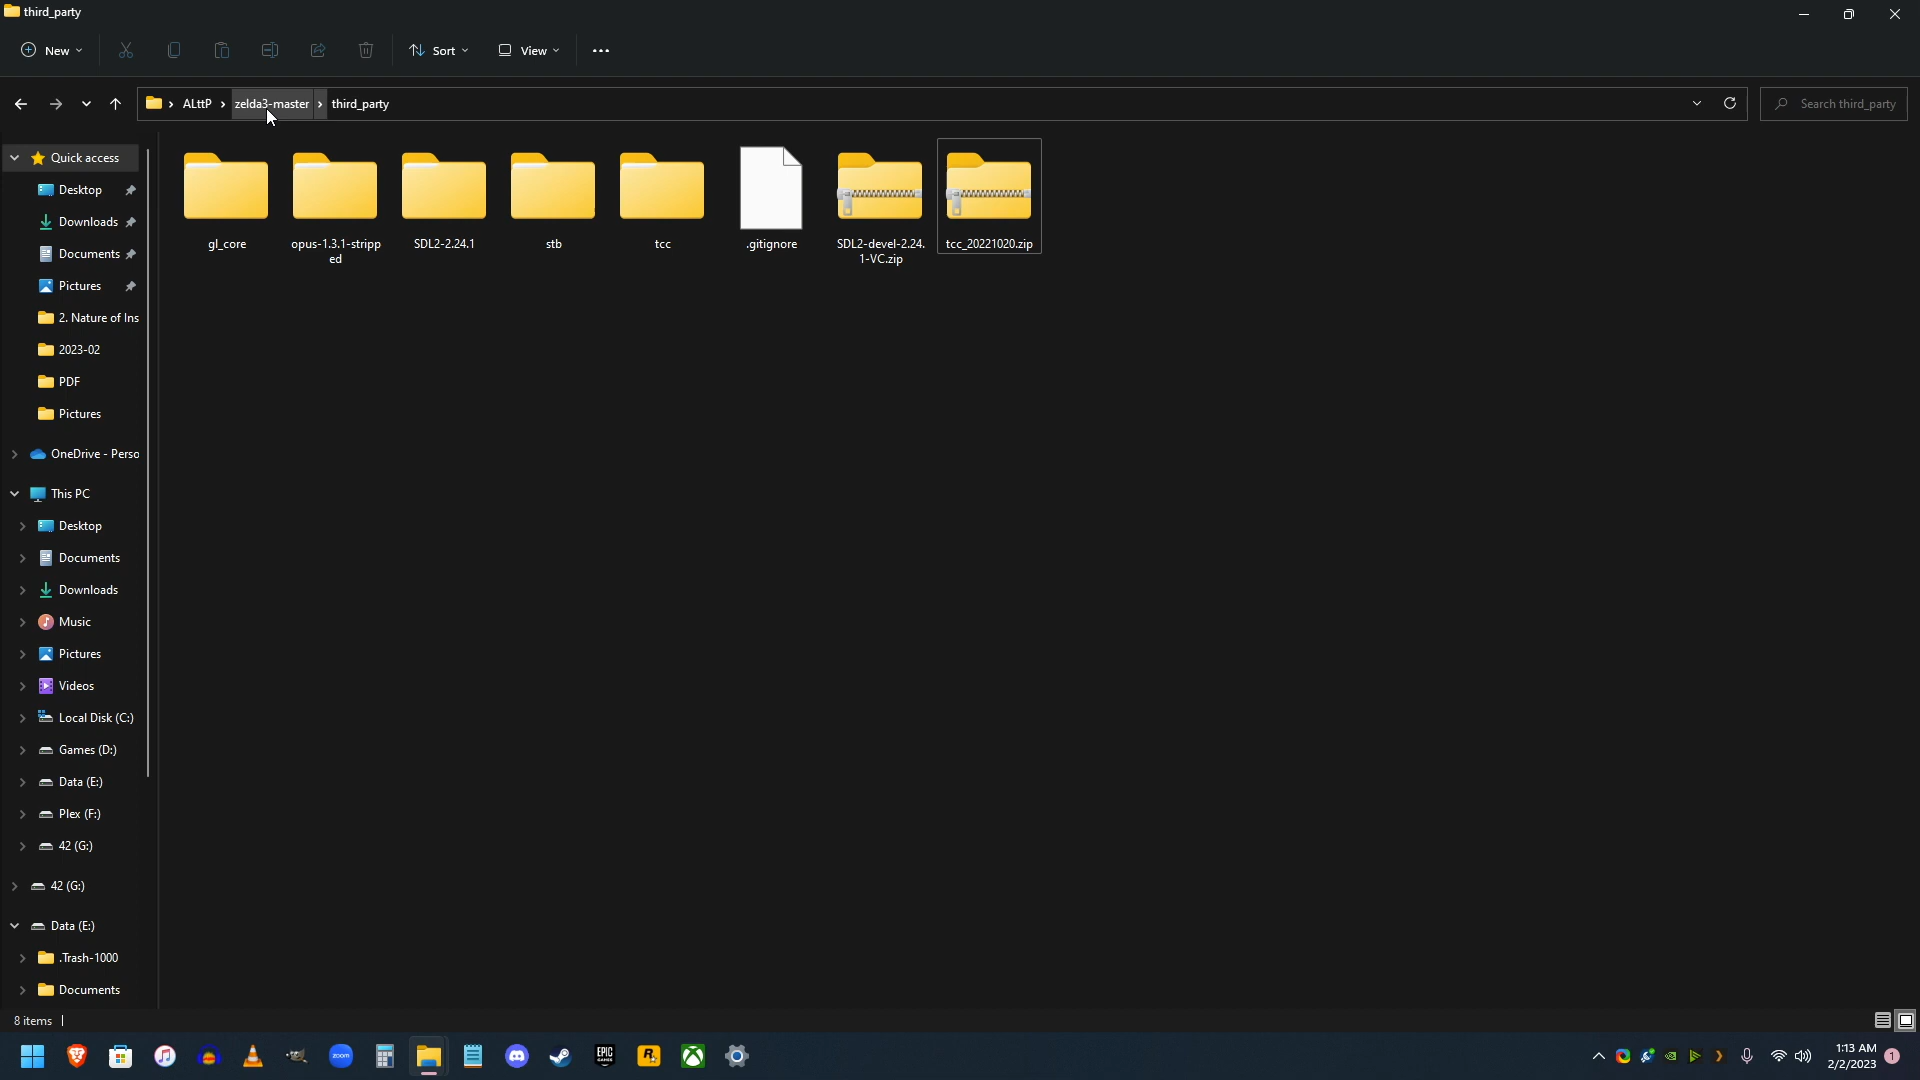 third_party
New
Sort
View
ALttP
zelda3-master
third_party
Search third_party
Quick access
Desktop
Downloads
Documents
Pictures
2. Nature of Ins
2023-02
PDF
Pictures
OneDrive - Perso
This PC
Desktop
Documents
Downloads
Music
Pictures
Videos
Local Disk (C:)
Games (D:)
Data (E:)
Plex (F:)
42 (G:)
42 (G:)
Data (E:)
.Trash-1000
Documents
gl_core
opus-1.3.1-stripp
ed
SDL2-2.24.1
stb
tcc
.gitignore
SDL2-devel-2.24.
1-VC.zip
tcc_20221020.zip
8 items
zoom
EPIC
GAMES
R
1:13 AM
2/2/2023
1